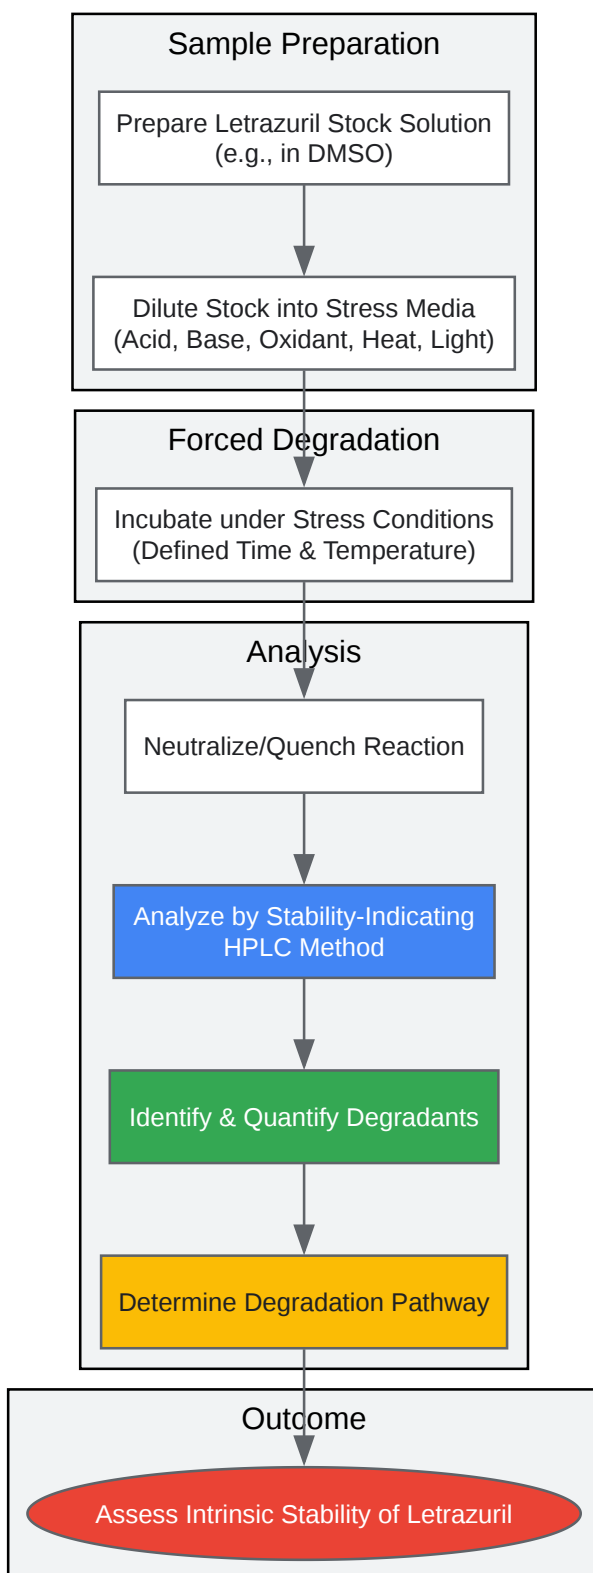 Sample Preparation
Prepare Letrazuril Stock Solution
(e.g., in DMSO)
Dilute Stock into Stress Media
(Acid, Base, Oxidant, Heat, Light)
Forced Degradation
Incubate under Stress Conditions
(Defined Time & Temperature)
Analysis
Neutralize/Quench Reaction
Analyze by Stability-Indicating
HPLC Method
Identify & Quantify Degradants
Determine Degradation Pathway
Outcome
Assess Intrinsic Stability of Letrazuril